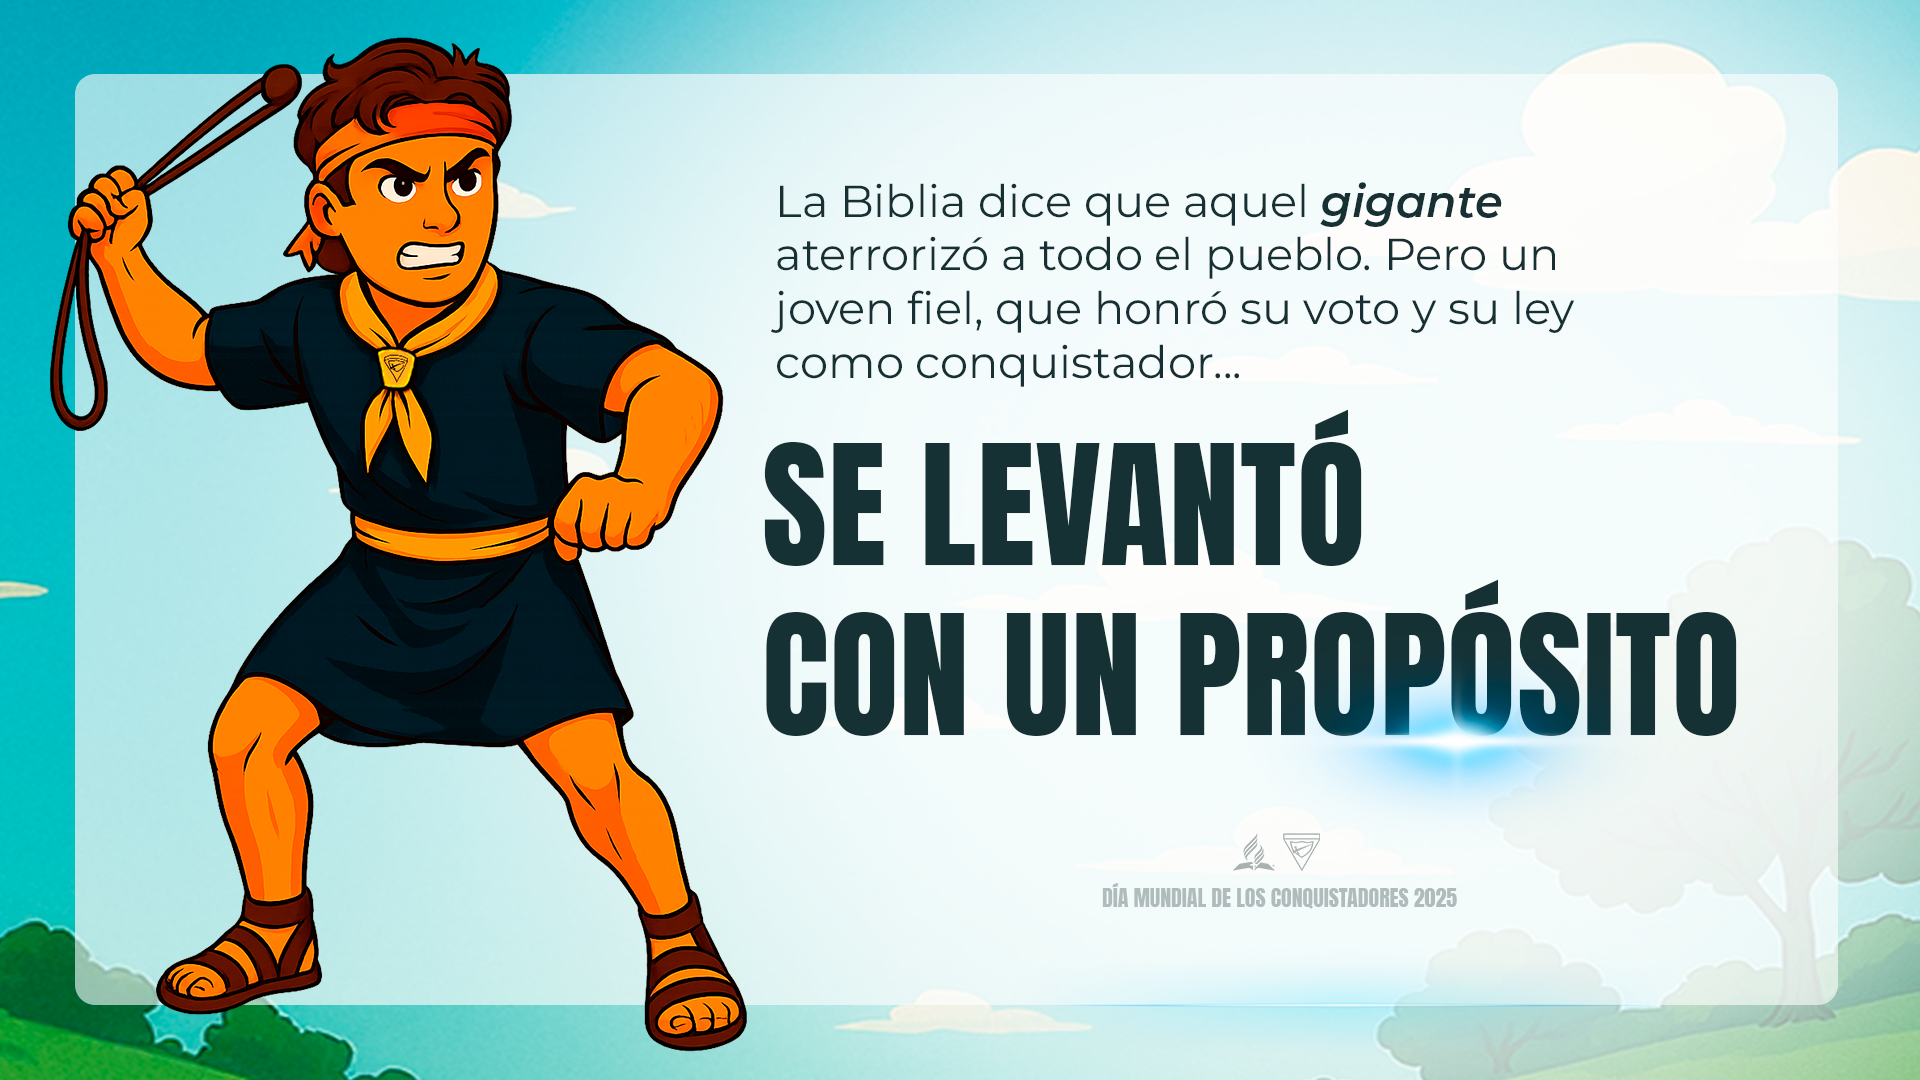 La Biblia dice que aquel gigante
aterrorizó a todo el pueblo. Pero un
joven fiel, que honró su voto y su ley
como conquistador...
SE LEVANTÓ
CON UN PROPÓSITO
DÍA MUNDIAL DE LOS CONQUISTADORES 2025